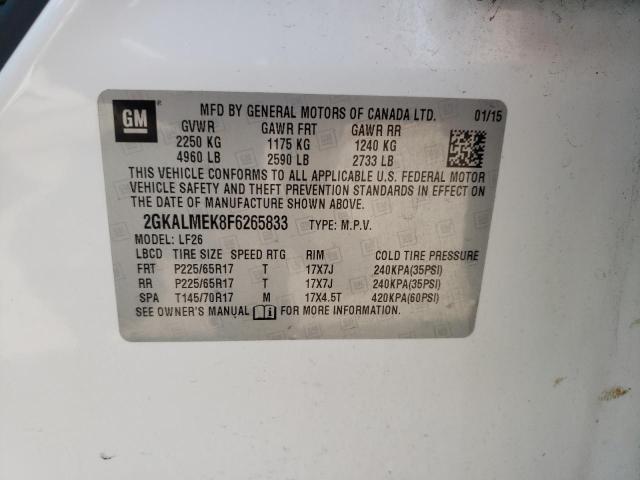 GM ® MFD BY GENERAL MOTORS OF CANADA LTD. 01/15
GVWR GAWR FRT GAWR RR
2250 KG 1175 KG 1240 KG
4960 LB 2590 LB 2733 LB
THIS VEHICLE CONFORMS TO ALL APPLICABLE U.S. FEDERAL MOTOR
VEHICLE SAFETY AND THEFT PREVENTION STANDARDS IN EFFECT ON
THE DATE OF MANUFACTURE SHOWN ABOVE.
2GKALMEK8F6265833 TYPE: M.P.V.
MODEL: LF26
LBCD TIRE SIZE SPEED RTG RIM COLD TIRE PRESSURE
FRT P225/65R17 T 17X7J 240KPA(35PSI)
RR P225/65R17 T 17X7J 240KPA(35PSI)
SPA T145/70R17 M 17X4.5T 420KPA(60PSI)
SEE OWNER'S MANUAL FOR MORE INFORMATION.